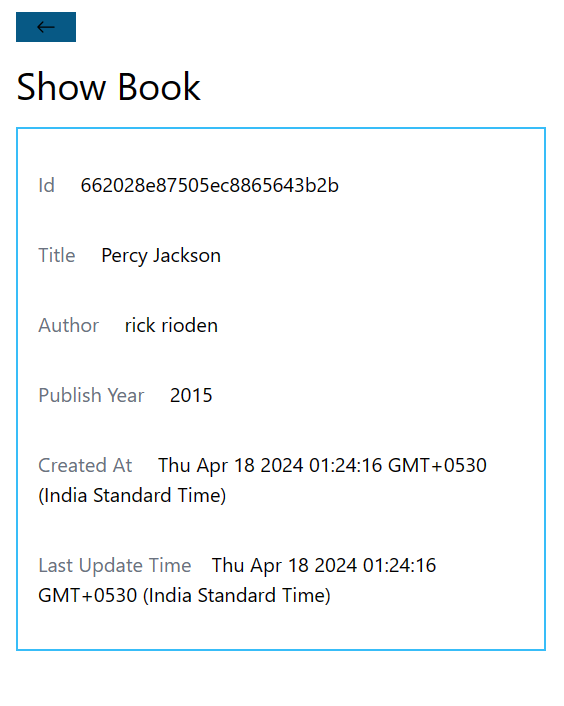 Show Book
Id 662028e87505ec8865643b2b
Title Percy Jackson
Author rick rioden
Publish Year 2015
Created At Thu Apr 18 2024 01:24:16 GMT+0530
(India Standard Time)
Last Update Time Thu Apr 18 2024 01:24:16
GMT+0530 (India Standard Time)